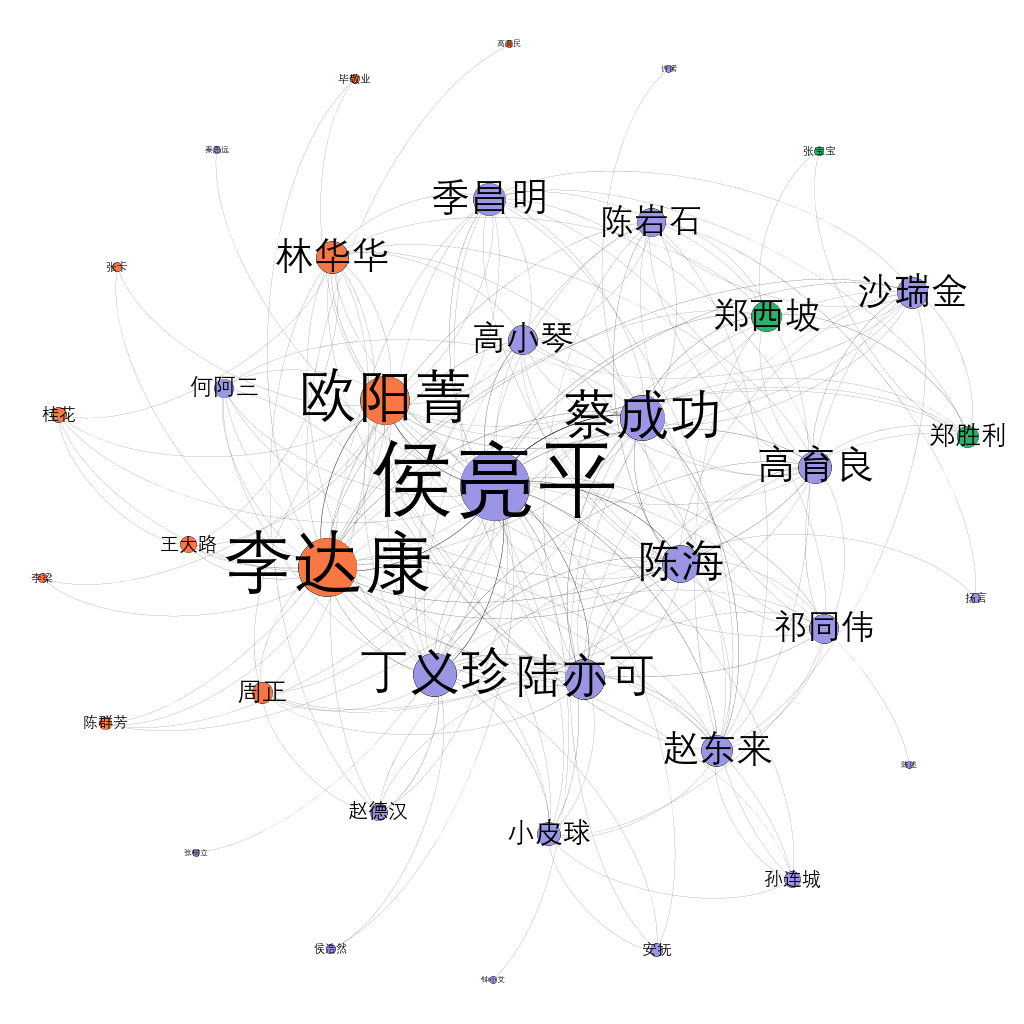 毕敬业
张宝宝
季昌明
陈岩石
林华华
张卡
沙瑞金
郑西坡
高小琴
何阿三
欧阳菁
蔡成功
桂花
郑胜利
高育良
侯亮平
王大路
李达康
陈海
李梁
扬言
祁同伟
丁义珍
陆亦可
周正
陈群芳
赵东来
赵德汉
小皮球
孙连城
侯浩然
安抚